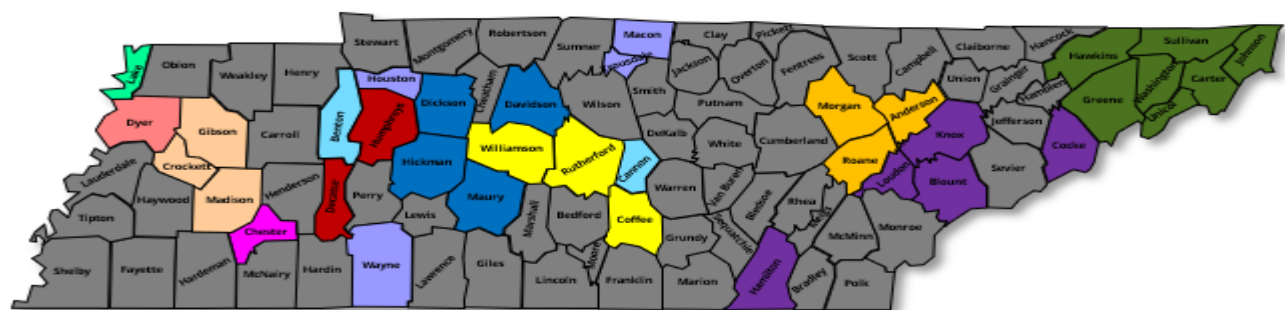 Stewart
Montgomery
Robertson
Sumner
Macon
Trousdale
Clay
Pickett
Scott
Campbell
Claiborne
Hancock
Hawkins
Sullivan
Johnson
Lake
Obion
Weakley
Henry
Houston
Dickson
Cheatham
Davidson
Wilson
Smith
Jackson
Overton
Fentress
Morgan
Anderson
Union
Grainger
Hamblen
Greene
Washington
Carter
Unicoi
Dyer
Gibson
Carroll
Benton
Humphreys
Hickman
Williamson
Rutherford
Cannon
DeKalb
Putnam
White
Cumberland
Roane
Loudon
Knox
Jefferson
Sevier
Cocke
Blount
Lauderdale
Crockett
Haywood
Madison
Henderson
Decatur
Perry
Lewis
Maury
Marshall
Bedford
Coffee
Warren
Van Buren
Bledsoe
Rhea
Meigs
McMinn
Monroe
Tipton
Chester
Shelby
Fayette
Hardeman
McNairy
Hardin
Wayne
Lawrence
Giles
Lincoln
Moore
Franklin
Grundy
Sequatchie
Marion
Hamilton
Bradley
Polk